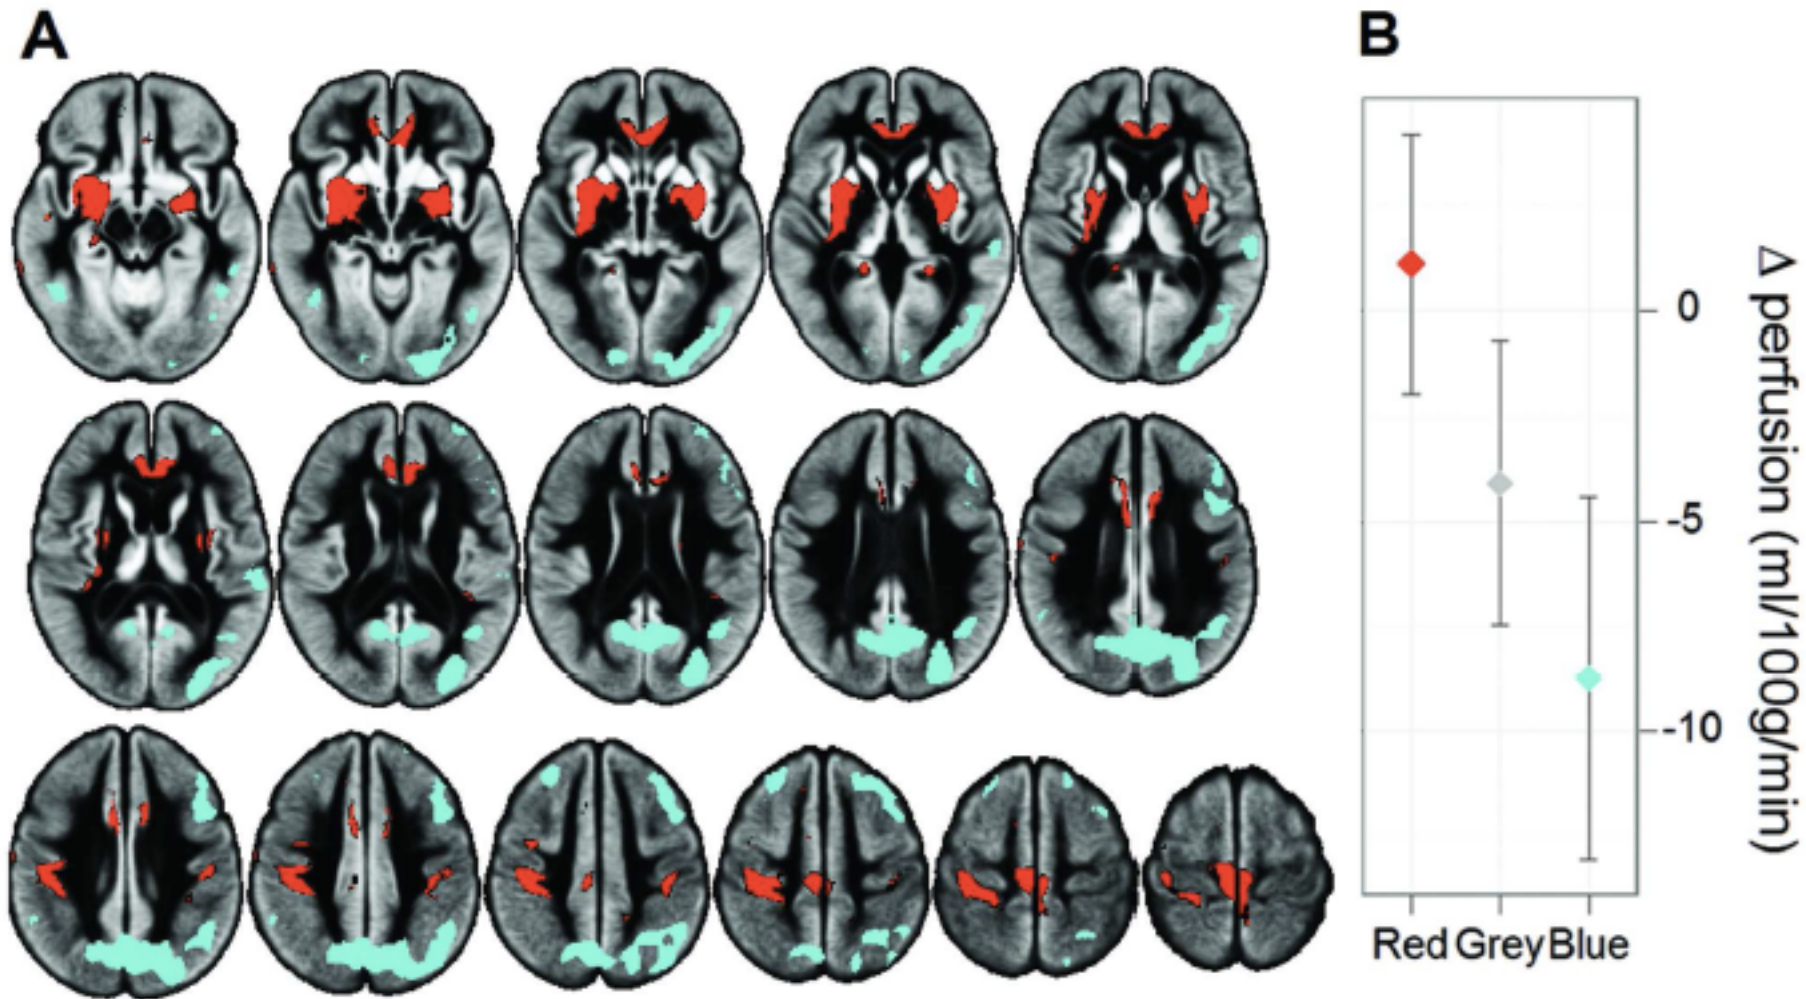 A
B
0
-5
-10
Δ perfusion (ml/100g/min)
Red Grey Blue